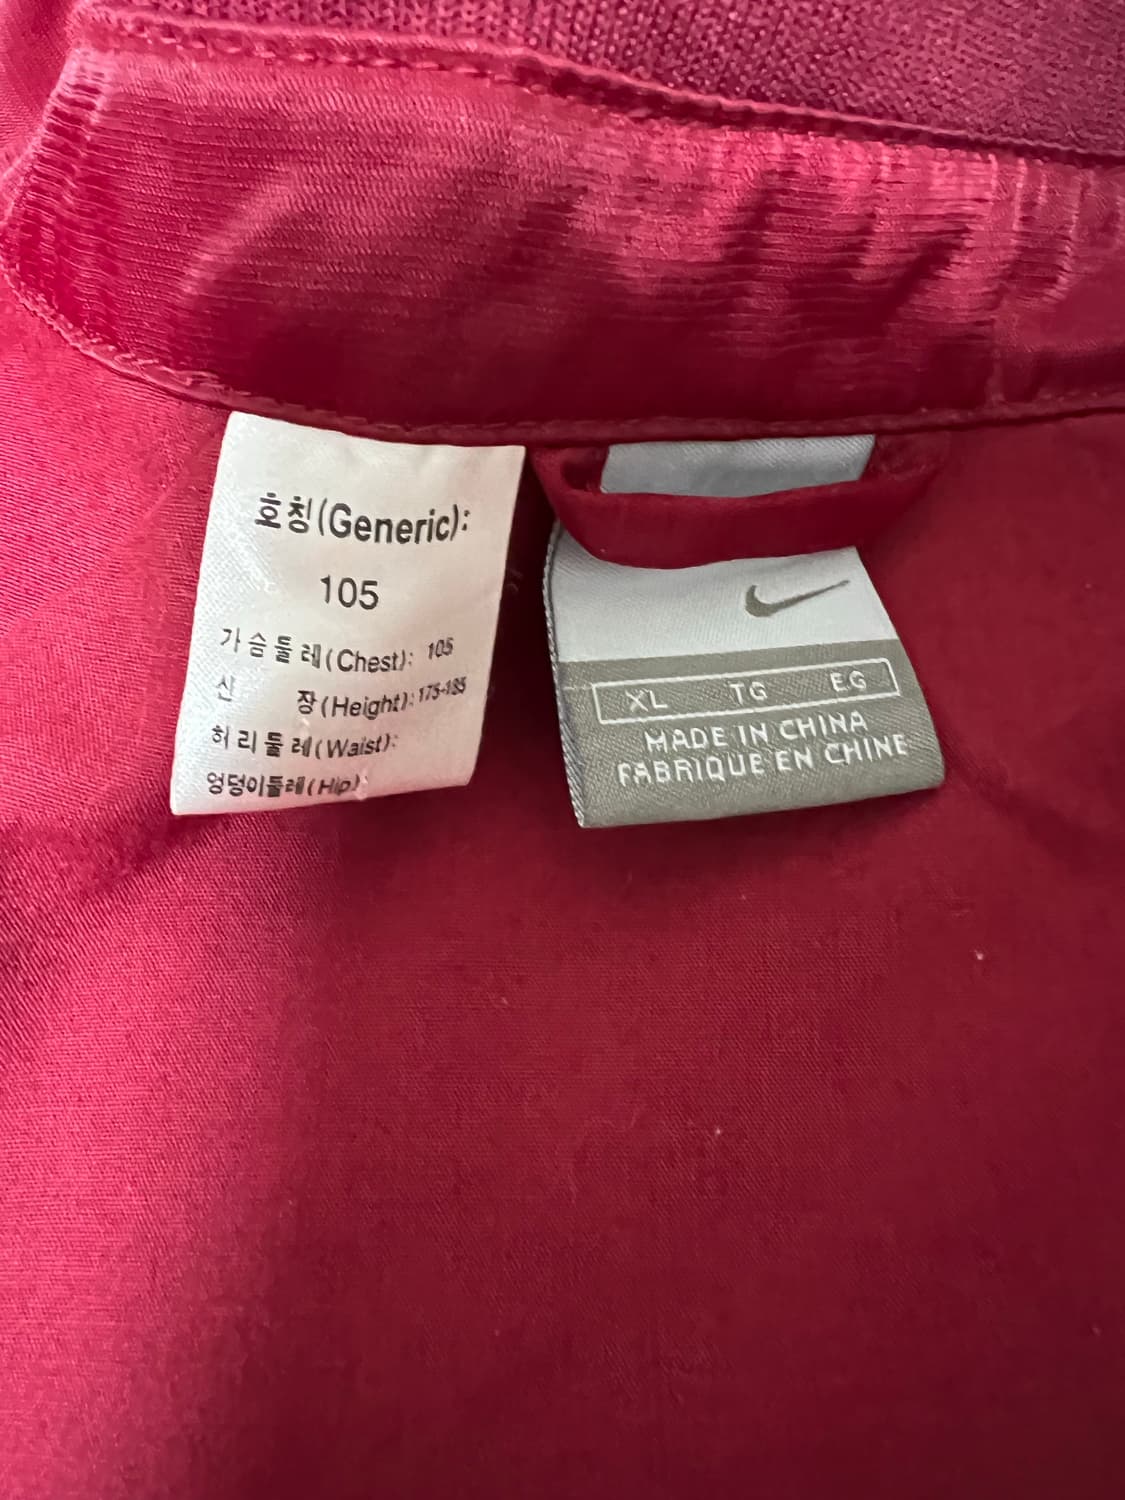 호칭(Generic):
105
가슴둘레(Chest): 105
신 장(Height): 175-185
허리둘레(Waist):
엉덩이둘레(Hip):
XL TG EG
MADE IN CHINA
FABRIQUE EN CHINE